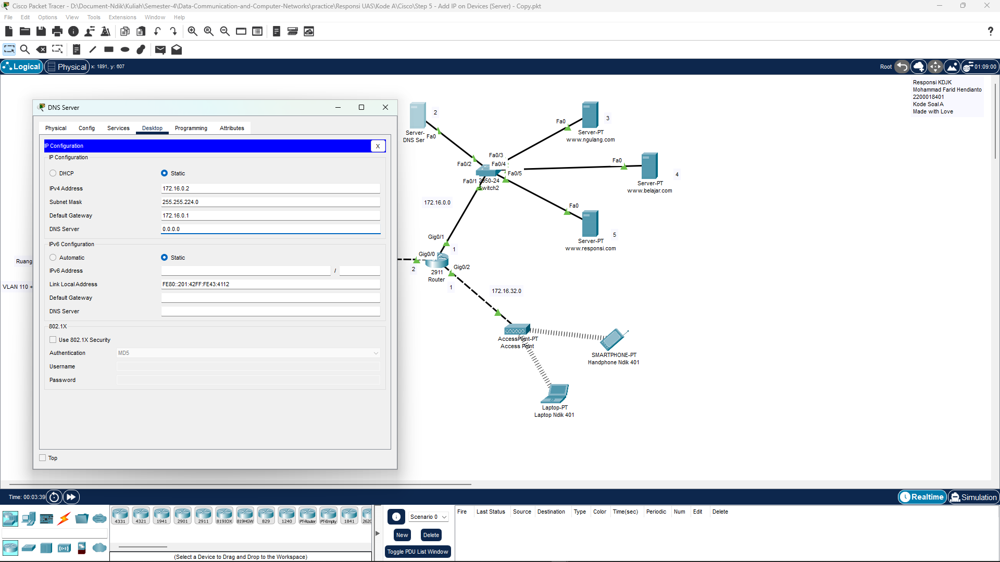 Cisco Packet Tracer - D:\Document-Ndik\Kuliah\Semester-4\Data-Communication-and-Computer-Networks\practice\Responsi UAS\Kode A\Cisco\Step 5 - Add IP on Devices (Server) - Copy.pkt
File Edit Options View Tools Extensions Window Help
Logical Physical x: 1891, y: 607 Root 01:09:00
Responsi KDJK
Mohammad Farid Hendianto
2200018401
Kode Soal A
Made with Love
DNS Server
Physical Config Services Desktop Programming Attributes
IP Configuration X
IP Configuration
DHCP Static
IPv4 Address 172.16.0.2
Subnet Mask 255.255.224.0
Default Gateway 172.16.0.1
DNS Server 0.0.0.0
IPv6 Configuration
Automatic Static
IPv6 Address /
Link Local Address FE80::201:42FF:FE43:4112
Default Gateway
DNS Server
802.1X
Use 802.1X Security
Authentication MD5
Username
Password
Top
Ruang
VLAN 110 +
2
Server-
DNS Ser
Fa0
Fa0
3
Server-PT
www.ngulang.com
Fa0/3
Fa0/2 Fa0/4
Fa0/5
Fa0/1 2950-24
Switch2
Fa0
4
Server-PT
www.belajar.com
172.16.0.0
Fa0
5
Server-PT
www.responsi.com
Gig0/1
1
Gig0/0
2
Gig0/2
2911
Router
1
172.16.32.0
AccessPoint-PT
Access Point
SMARTPHONE-PT
Handphone Ndik 401
Laptop-PT
Laptop Ndik 401
Time: 00:03:39 Realtime Simulation
4331 4321 1941 2901 2911 819IOX 819HGW 829 1240 PT-Router PT-Empty 1841 2620
(Select a Device to Drag and Drop to the Workspace)
Scenario 0
New Delete
Toggle PDU List Window
Fire Last Status Source Destination Type Color Time(sec) Periodic Num Edit Delete